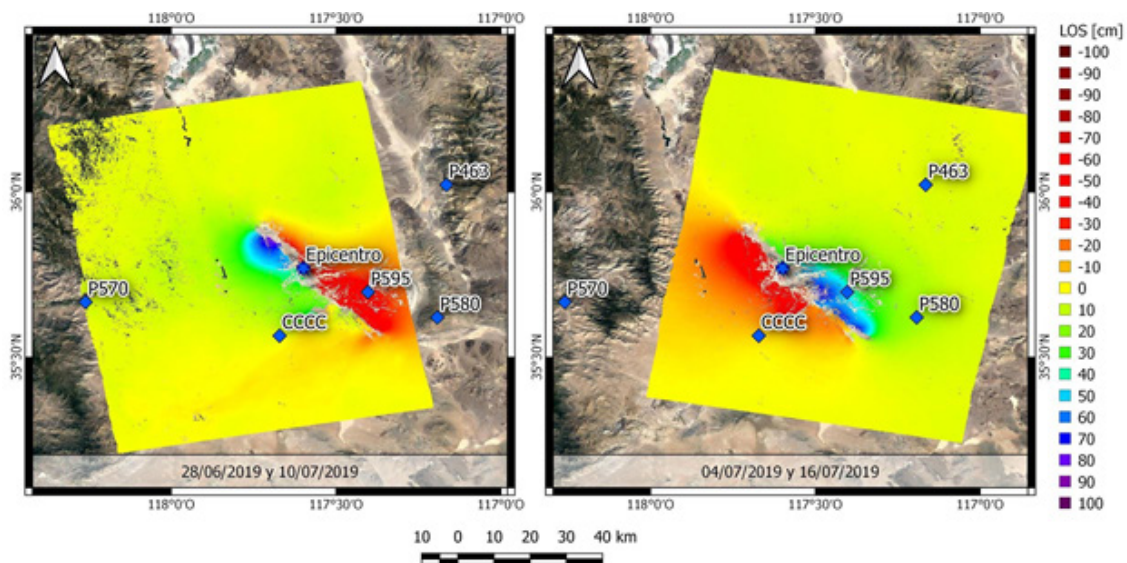 118°0'O 117°30'O 117°0'O
118°0'O 117°30'O 117°0'O
LOS [cm]
-100
-90
-90
-80
-70
-60
-50
-40
-30
-20
-10
0
10
20
30
40
50
60
70
80
90
100
36°0'N
35°30'N
P463
Epicentro
P595
P570
P580
CCCC
28/06/2019 y 10/07/2019
36°0'N
35°30'N
118°0'O 117°30'O 117°0'O
P463
Epicentro
P595
P570
P580
CCCC
04/07/2019 y 16/07/2019
36°0'N
35°30'N
118°0'O 117°30'O 117°0'O
10 0 10 20 30 40 km